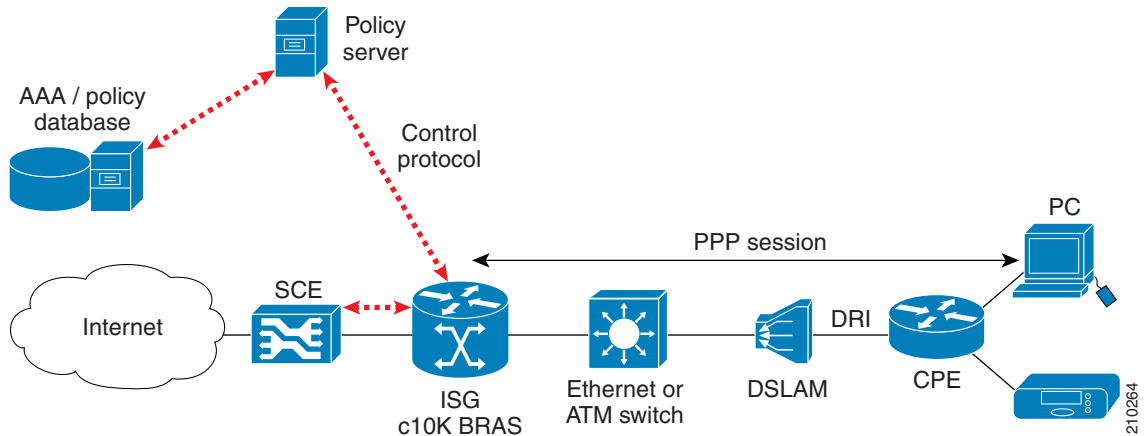 Policy
server
AAA / policy
database
Control
protocol
PC
PPP session
SCE
Internet
DRI
ISG
c10K BRAS
Ethernet or
ATM switch
DSLAM
CPE
210264